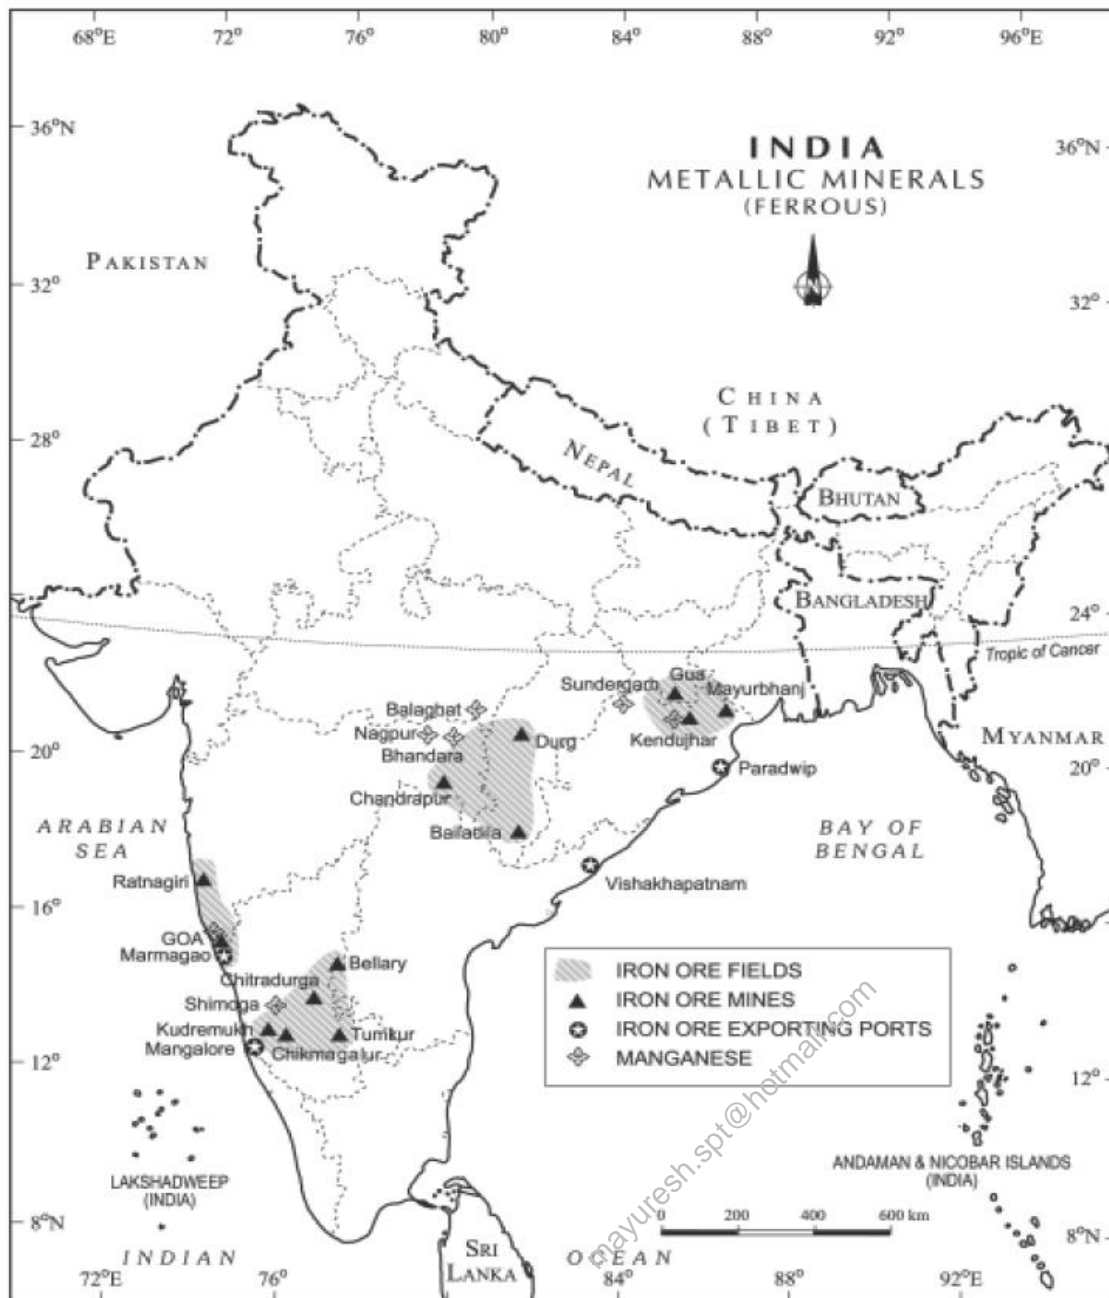 68°E
72°
76°
80°
84°
88°
92°
96°E
36°N
INDIA
METALLIC MINERALS
(FERROUS)
36°N
PAKISTAN
32°
32°
CHINA
(TIBET)
28°
NEPAL
BHUTAN
BANGLADESH
24°
Tropic of Cancer
Sundergarh
Gua
Mayurbhanj
Balaghat
Nagpur
Durg
Kendujhar
MYANMAR
20°
Bhandara
Paradwip
20°
Chandrapur
ARABIAN
SEA
Bailadila
BAY OF
BENGAL
Ratnagiri
Vishakhapatnam
16°
GOA
Marmagao
Bellary
Chitradurga
IRON ORE FIELDS
Shimoga
IRON ORE MINES
Kudremukh
Tumkur
IRON ORE EXPORTING PORTS
Mangalore
Chikmagalur
MANGANESE
12°
12°
mayuresh.spt@hotmail.com
LAKSHADWEEP
(INDIA)
ANDAMAN & NICOBAR ISLANDS
(INDIA)
0 200 400 600 km
8°N
8°N
INDIAN
SRI
LANKA
OCEAN
72°E
76°
84°
88°
92°E